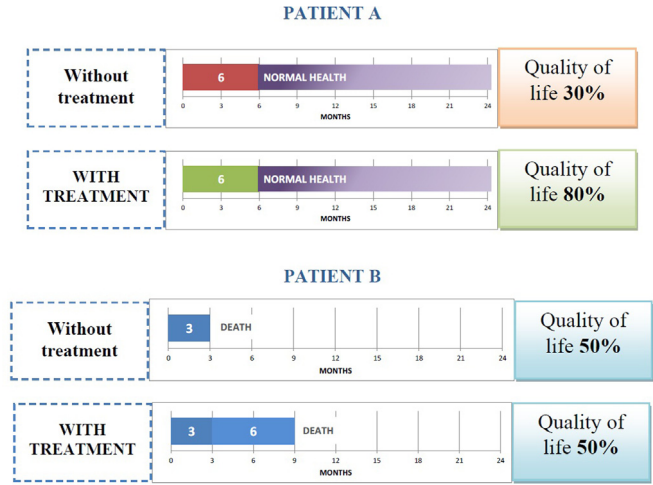 PATIENT A
Without
treatment
6
NORMAL HEALTH
0 3 6 9 12 15 18 21 24
MONTHS
Quality of
life 30%
WITH
TREATMENT
6
NORMAL HEALTH
0 3 6 9 12 15 18 21 24
MONTHS
Quality of
life 80%
PATIENT B
Without
treatment
3
DEATH
0 3 6 9 12 15 18 21 24
MONTHS
Quality of
life 50%
WITH
TREATMENT
3 6
DEATH
0 3 6 9 12 15 18 21 24
MONTHS
Quality of
life 50%